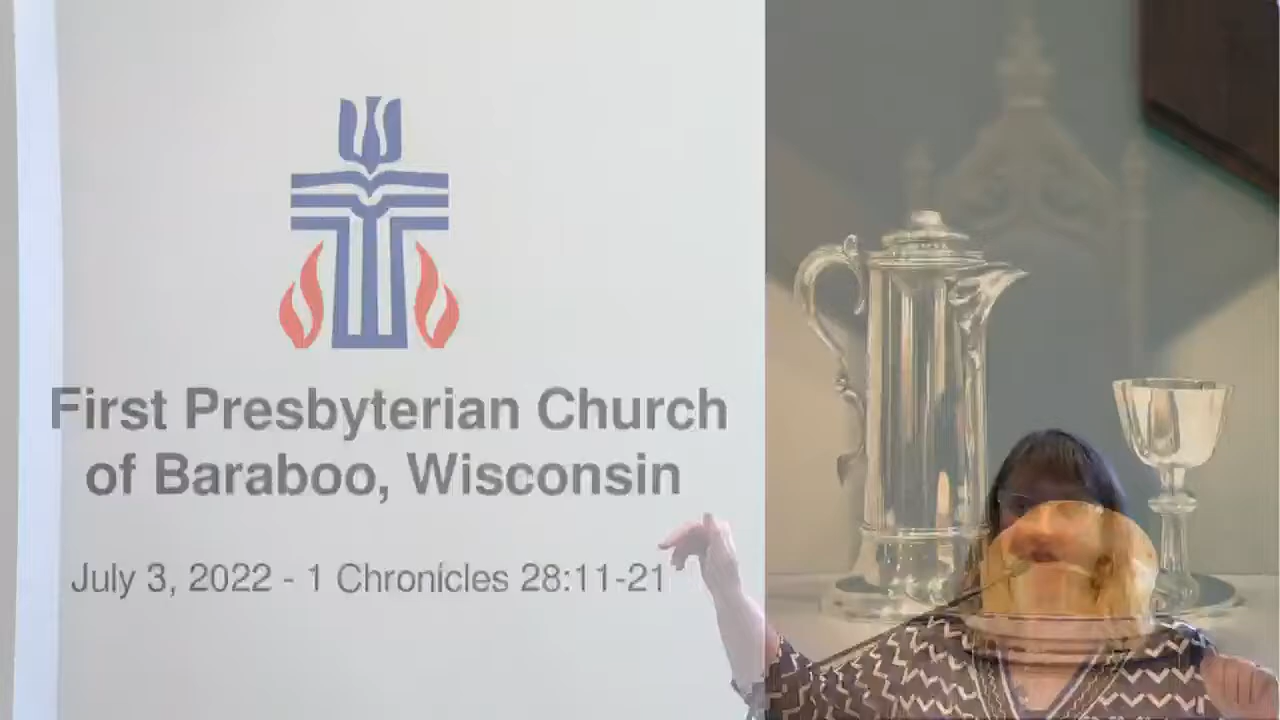 First Presbyterian Church
of Baraboo, Wisconsin
July 3, 2022 - 1 Chronicles 28:11-21